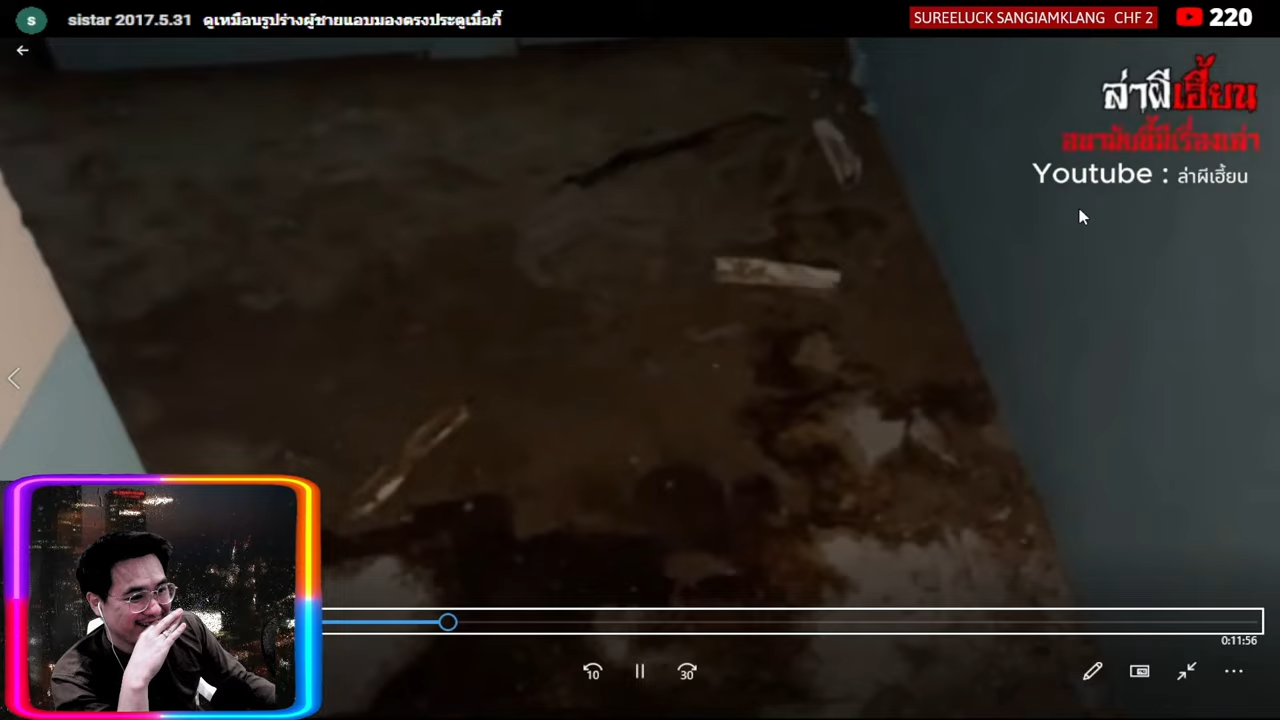 s sistar 2017.5.31 ดูเหมือนรูปร่างผู้ชายแอบมองตรงประตูเมื่อกี้
SUREELUCK SANGIAMKLANG CHF 2 220
ล่าผีเฮี้ยน
Youtube : ล่าผีเฮี้ยน
0:11:56
10 30